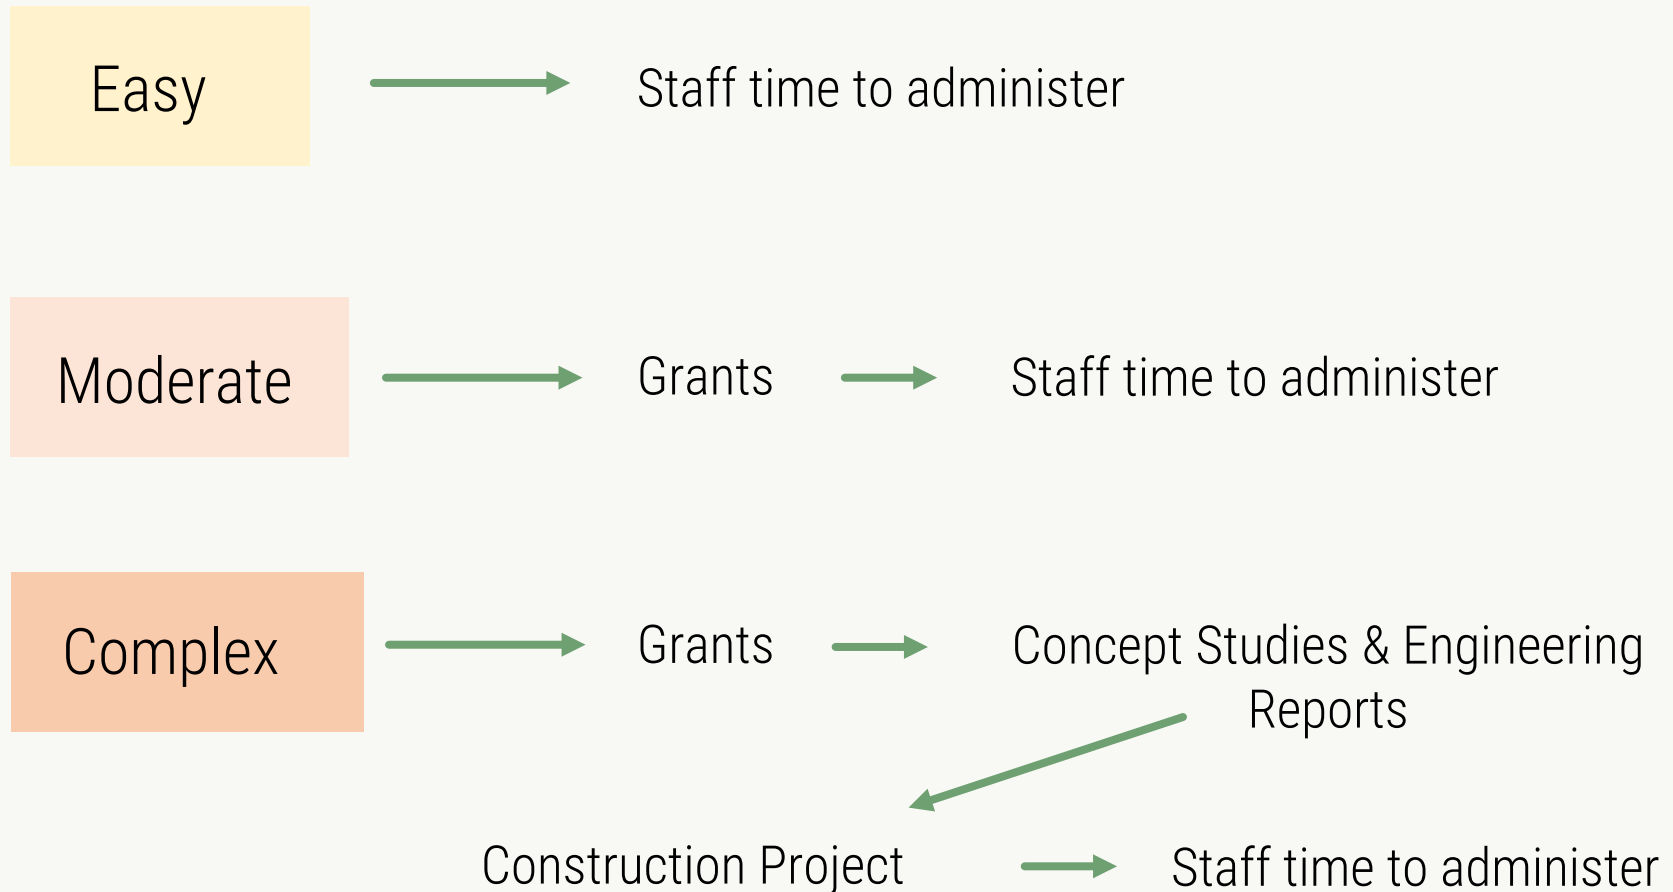 Easy
Staff time to administer
Moderate
Grants
Staff time to administer
Complex
Grants
Concept Studies & Engineering
Reports
Construction Project
Staff time to administer